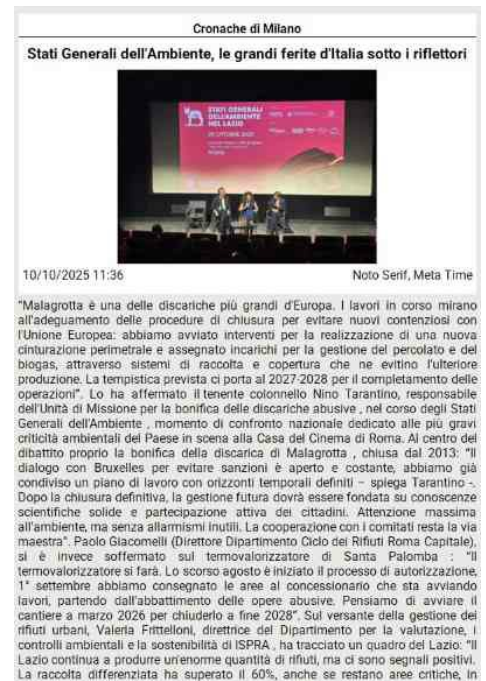 Cronache di Milano
Stati Generali dell'Ambiente, le grandi ferite d'Italia sotto i riflettori
STATI GENERALI
DELL'AMBIENTE
NEL LAZIO
10/10/2025 11:36
Noto Serif, Meta Time
"Malagrotta è una delle discariche più grandi d'Europa. I lavori in corso mirano
all'adeguamento delle procedure di chiusura per evitare nuovi contenziosi con
l'Unione Europea: abbiamo avviato interventi per la realizzazione di una nuova
cinturazione perimetrale e assegnato incarichi per la gestione del percolato e del
biogas, attraverso sistemi di raccolta e copertura che ne evitino l'ulteriore
produzione. La tempistica prevista ci porta al 2027-2028 per il completamento delle
operazioni". Lo ha affermato il tenente colonnello Nino Tarantino, responsabile
dell'Unità di Missione per la bonifica delle discariche abusive , nel corso degli Stati
Generali dell'Ambiente , momento di confronto nazionale dedicato alle più gravi
criticità ambientali del Paese in scena alla Casa del Cinema di Roma. Al centro del
dibattito proprio la bonifica della discarica di Malagrotta , chiusa dal 2013: "Il
dialogo con Bruxelles per evitare sanzioni è aperto e costante, abbiamo già
condiviso un piano di lavoro con orizzonti temporali definiti – spiega Tarantino -.
Dopo la chiusura definitiva, la gestione futura dovrà essere fondata su conoscenze
scientifiche solide e partecipazione attiva dei cittadini. Attenzione massima
all'ambiente, ma senza allarmismi inutili. La cooperazione con i comitati resta la via
maestra". Paolo Giacomelli (Direttore Dipartimento Ciclo dei Rifiuti Roma Capitale),
si è invece soffermato sul termovalorizzatore di Santa Palomba : "Il
termovalorizzatore si farà. Lo scorso agosto è iniziato il processo di autorizzazione,
1° settembre abbiamo consegnato le aree al concessionario che sta avviando
lavori, partendo dall'abbattimento delle opere abusive. Pensiamo di avviare il
cantiere a marzo 2026 per chiuderlo a fine 2028". Sul versante della gestione dei
rifiuti urbani, Valeria Frittelloni, direttrice del Dipartimento per la valutazione, i
controlli ambientali e la sostenibilità di ISPRA , ha tracciato un quadro del Lazio: "Il
Lazio continua a produrre un'enorme quantità di rifiuti, ma ci sono segnali positivi.
La raccolta differenziata ha superato il 60%, anche se restano aree critiche, in